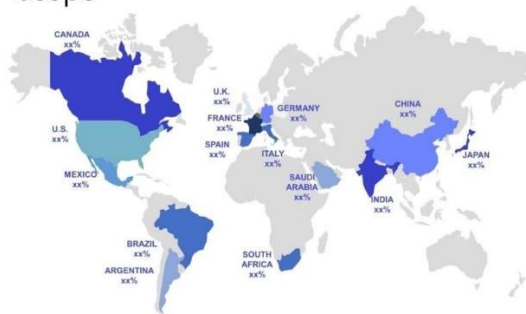 CANADA
xx%
U.S.
xx%
MEXICO
xx%
BRAZIL
xx%
ARGENTINA
xx%
U.K.
xx%
FRANCE
xx%
SPAIN
xx%
GERMANY
xx%
ITALY
xx%
SAUDI
ARABIA
xx%
SOUTH
AFRICA
xx%
CHINA
xx%
JAPAN
xx%
INDIA
xx%